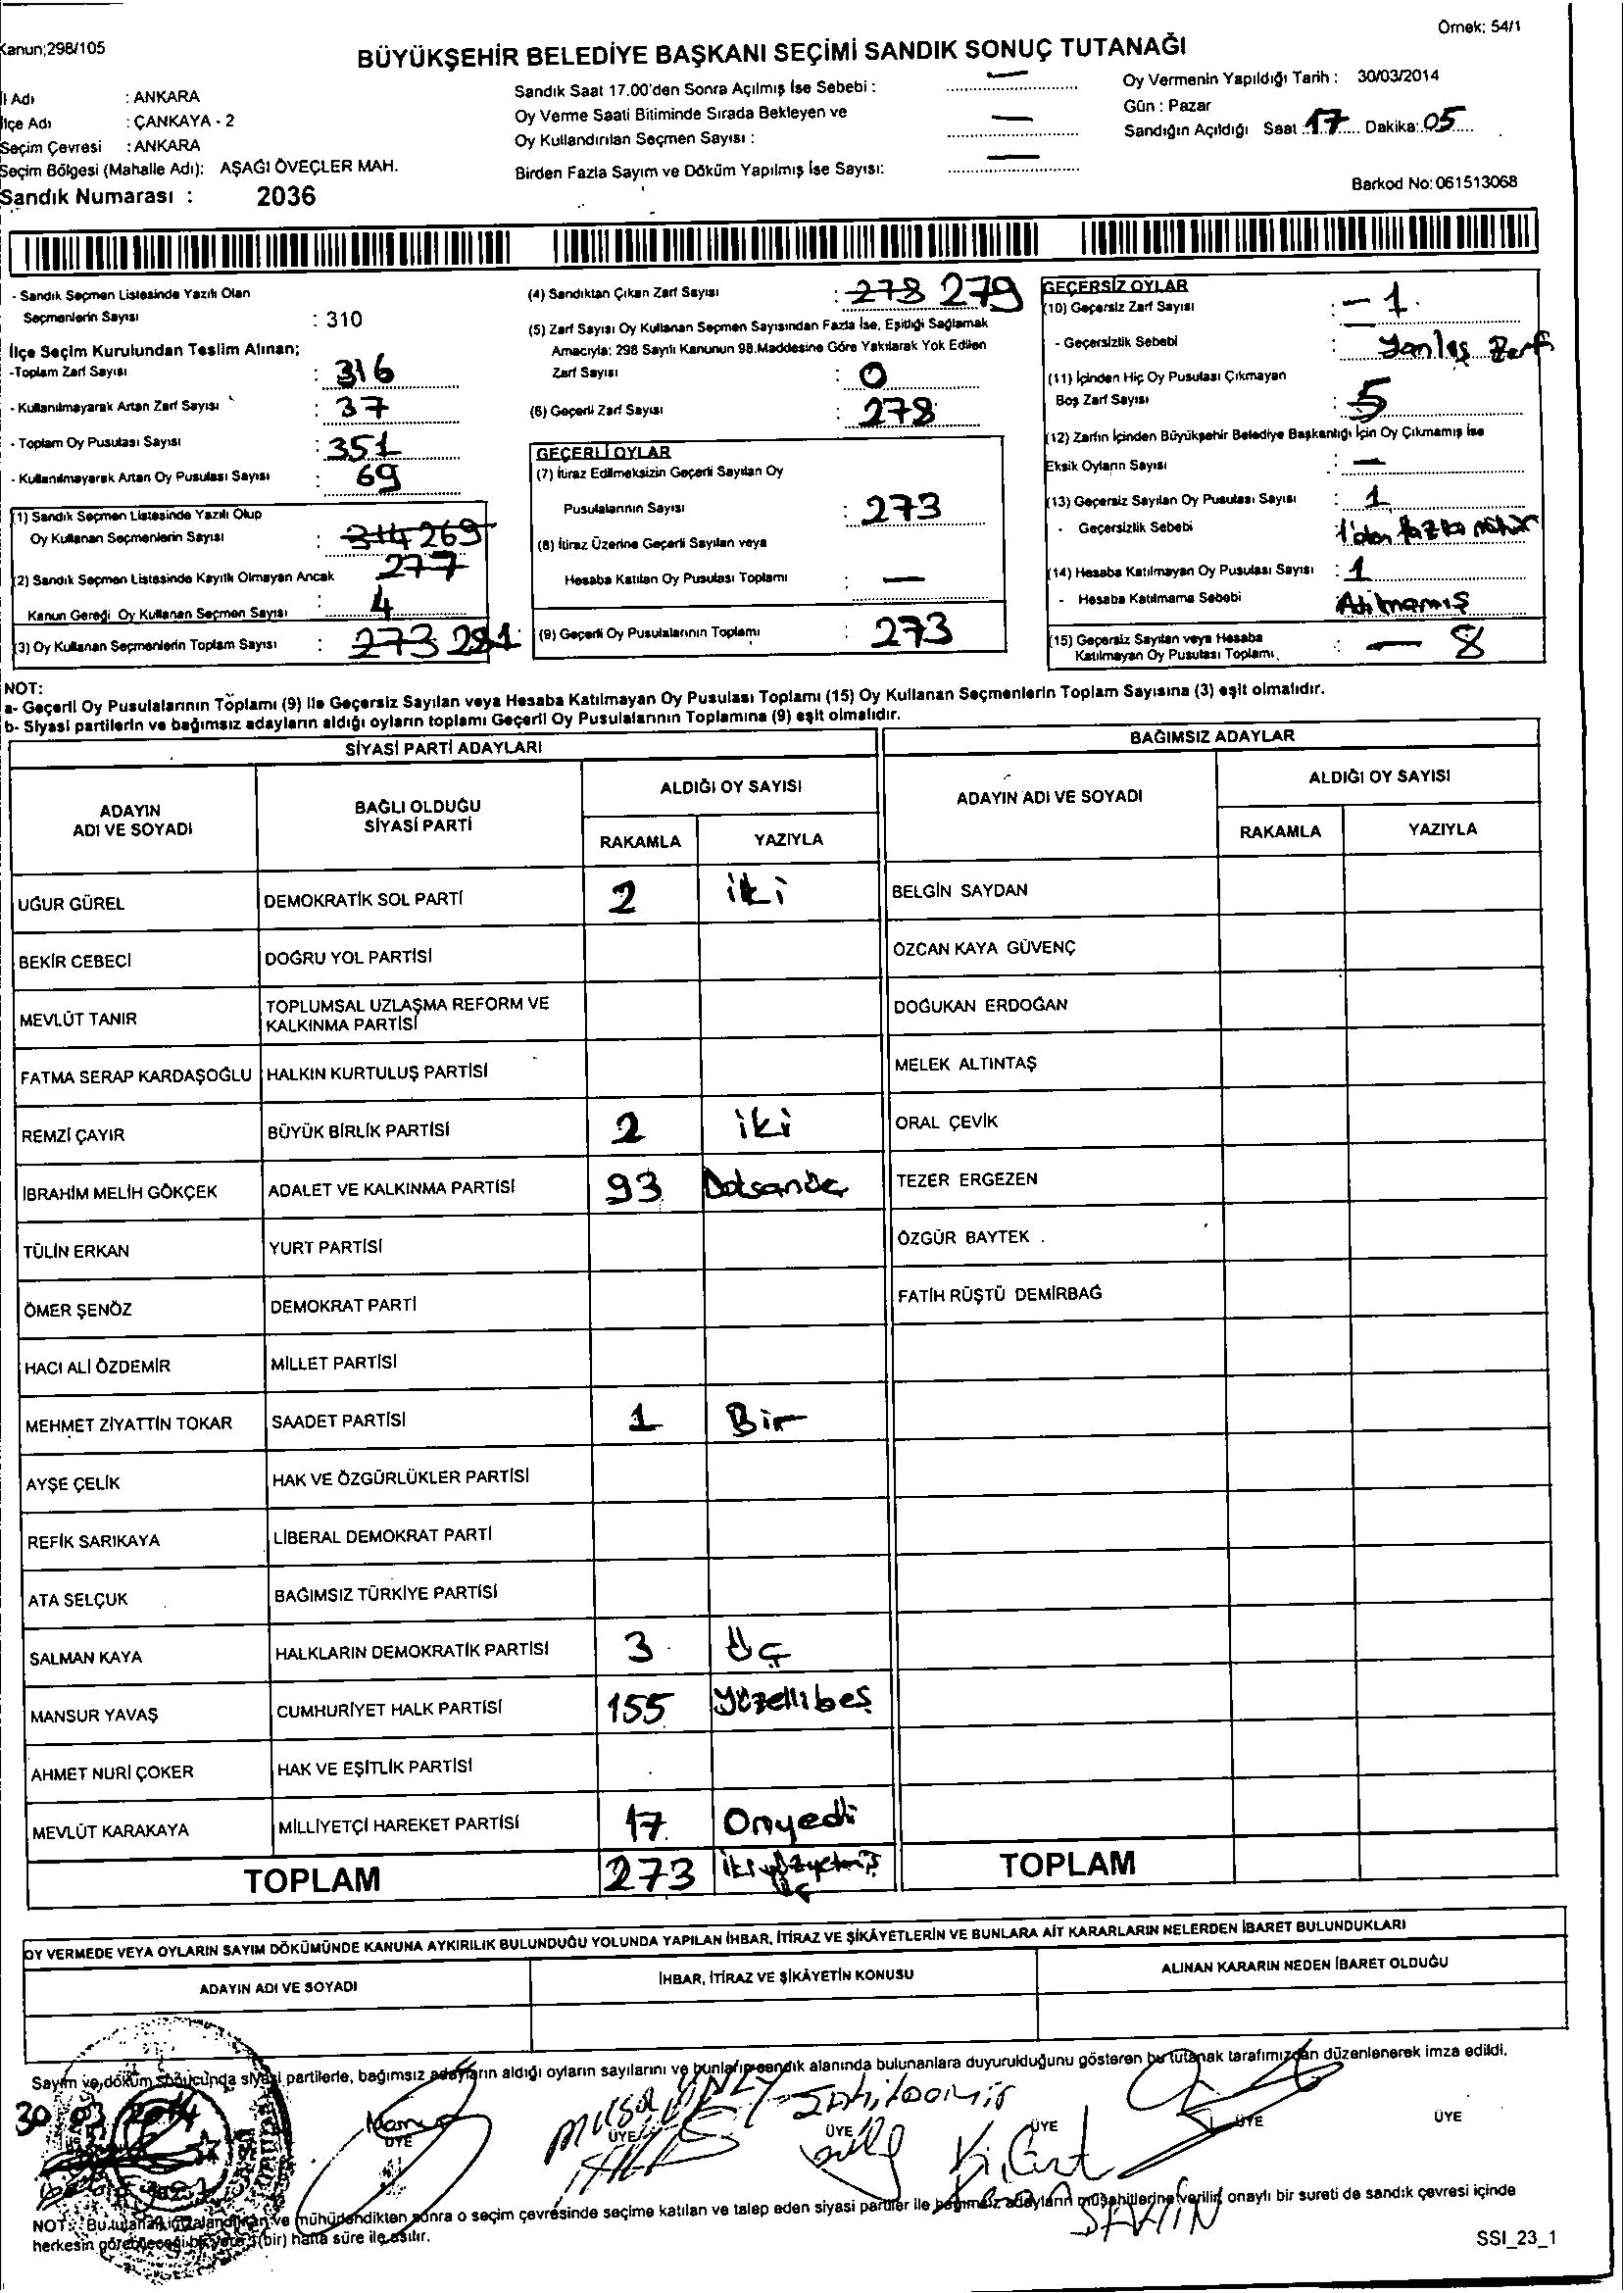 Örnek: 54/1
Kanun;298/105
BÜYÜKŞEHİR BELEDİYE BAŞKANI SEÇİMİ SANDIK SONUÇ TUTANAĞI
İl Adı : ANKARA
İlçe Adı : ÇANKAYA - 2
Seçim Çevresi : ANKARA
Seçim Bölgesi (Mahalle Adı): AŞAĞI ÖVEÇLER MAH.
Sandık Numarası : 2036
Sandık Saat 17.00'den Sonra Açılmış İse Sebebi : —
Oy Verme Saati Bitiminde Sırada Bekleyen ve
Oy Kullandırılan Seçmen Sayısı : —
Birden Fazla Sayım ve Döküm Yapılmış İse Sayısı: —
Oy Vermenin Yapıldığı Tarih : 30/03/2014
Gün : Pazar
Sandığın Açıldığı Saat 17 Dakika: 05
Barkod No: 061513068
- Sandık Seçmen Listesinde Yazılı Olan
Seçmenlerin Sayısı : 310
İlçe Seçim Kurulundan Teslim Alınan;
-Toplam Zarf Sayısı : 316
- Kullanılmayarak Artan Zarf Sayısı : 37
- Toplam Oy Pusulası Sayısı : 351
- Kullanılmayarak Artan Oy Pusulası Sayısı : 69
(1) Sandık Seçmen Listesinde Yazılı Olup
Oy Kullanan Seçmenlerin Sayısı : 314 269
277
(2) Sandık Seçmen Listesinde Kayıtlı Olmayan Ancak
Kanun Gereği Oy Kullanan Seçmen Sayısı : 4
(3) Oy Kullanan Seçmenlerin Toplam Sayısı : 273 281
(4) Sandıktan Çıkan Zarf Sayısı : 278 279
(5) Zarf Sayısı Oy Kullanan Seçmen Sayısından Fazla İse, Eşitliği Sağlamak
Amacıyla: 298 Sayılı Kanunun 98.Maddesine Göre Yakılarak Yok Edilen
Zarf Sayısı : 0
(6) Geçerli Zarf Sayısı : 278
GEÇERLİ OYLAR
(7) İtiraz Edilmeksizin Geçerli Sayılan Oy
Pusulalarının Sayısı : 273
(8) İtiraz Üzerine Geçerli Sayılan veya
Hesaba Katılan Oy Pusulası Toplamı : —
(9) Geçerli Oy Pusulalarının Toplamı : 273
GEÇERSİZ OYLAR
(10) Geçersiz Zarf Sayısı : — 1
- Geçersizlik Sebebi : Yanlış Zarf
(11) İçinden Hiç Oy Pusulası Çıkmayan
Boş Zarf Sayısı : 5
(12) Zarfın İçinden Büyükşehir Belediye Başkanlığı İçin Oy Çıkmamış İse
Eksik Oyların Sayısı : —
(13) Geçersiz Sayılan Oy Pusulası Sayısı : 1
- Geçersizlik Sebebi 1'den fazla mühür
(14) Hesaba Katılmayan Oy Pusulası Sayısı : 1
- Hesaba Katılmama Sebebi Atılmamış
(15) Geçersiz Sayılan veya Hesaba
Katılmayan Oy Pusulası Toplamı : — 8
NOT:
a- Geçerli Oy Pusulalarının Toplamı (9) ile Geçersiz Sayılan veya Hesaba Katılmayan Oy Pusulası Toplamı (15) Oy Kullanan Seçmenlerin Toplam Sayısına (3) eşit olmalıdır.
b- Siyasi partilerin ve bağımsız adayların aldığı oyların toplamı Geçerli Oy Pusulalarının Toplamına (9) eşit olmalıdır.
SİYASİ PARTİ ADAYLARI
ADAYIN
ADI VE SOYADI
BAĞLI OLDUĞU
SİYASİ PARTİ
ALDIĞI OY SAYISI
RAKAMLA YAZIYLA
UĞUR GÜREL DEMOKRATİK SOL PARTİ 2 iki
BEKİR CEBECİ DOĞRU YOL PARTİSİ
MEVLÜT TANIR TOPLUMSAL UZLAŞMA REFORM VE
KALKINMA PARTİSİ
FATMA SERAP KARDAŞOĞLU HALKIN KURTULUŞ PARTİSİ
REMZİ ÇAYIR BÜYÜK BİRLİK PARTİSİ 2 iki
İBRAHİM MELİH GÖKÇEK ADALET VE KALKINMA PARTİSİ 93
TÜLİN ERKAN YURT PARTİSİ
ÖMER ŞENÖZ DEMOKRAT PARTİ
HACI ALİ ÖZDEMİR MİLLET PARTİSİ
MEHMET ZİYATTİN TOKAR SAADET PARTİSİ 1 Bir
AYŞE ÇELİK HAK VE ÖZGÜRLÜKLER PARTİSİ
REFİK SARIKAYA LİBERAL DEMOKRAT PARTİ
ATA SELÇUK BAĞIMSIZ TÜRKİYE PARTİSİ
SALMAN KAYA HALKLARIN DEMOKRATİK PARTİSİ 3 Üç
MANSUR YAVAŞ CUMHURİYET HALK PARTİSİ 155 Yüzellibeş
AHMET NURİ ÇOKER HAK VE EŞİTLİK PARTİSİ
MEVLÜT KARAKAYA MİLLİYETÇİ HAREKET PARTİSİ 17 Onyedi
TOPLAM 273 ikiyüzyetmiş
üç
BAĞIMSIZ ADAYLAR
ADAYIN ADI VE SOYADI
ALDIĞI OY SAYISI
RAKAMLA YAZIYLA
BELGİN SAYDAN
ÖZCAN KAYA GÜVENÇ
DOĞUKAN ERDOĞAN
MELEK ALTINTAŞ
ORAL ÇEVİK
TEZER ERGEZEN
ÖZGÜR BAYTEK
FATİH RÜŞTÜ DEMİRBAĞ
TOPLAM
OY VERMEDE VEYA OYLARIN SAYIM DÖKÜMÜNDE KANUNA AYKIRILIK BULUNDUĞU YOLUNDA YAPILAN İHBAR, İTİRAZ VE ŞİKÂYETLERİN VE BUNLARA AİT KARARLARIN NELERDEN İBARET BULUNDUKLARI
ADAYIN ADI VE SOYADI
İHBAR, İTİRAZ VE ŞİKÂYETİN KONUSU
ALINAN KARARIN NEDEN İBARET OLDUĞU
Sayım ve döküm sonucunda siyasi partilerle, bağımsız adayların aldığı oyların sayılarını ve bunların sandık alanında bulunanlara duyurulduğunu gösteren bu tutanak tarafımızdan düzenlenerek imza edildi.
30 03 2014
ÜYE ÜYE ÜYE ÜYE ÜYE ÜYE
ŞAHİN
NOT: Bu tutanak imzalandıktan ve mühürlendikten sonra o seçim çevresinde seçime katılan ve talep eden siyasi partiler ile bağımsız adayların müşahitlerine verilir, onaylı bir sureti de sandık çevresi içinde
herkesin görebileceği bir yere 1(bir) hafta süre ile asılır.
SSI_23_1